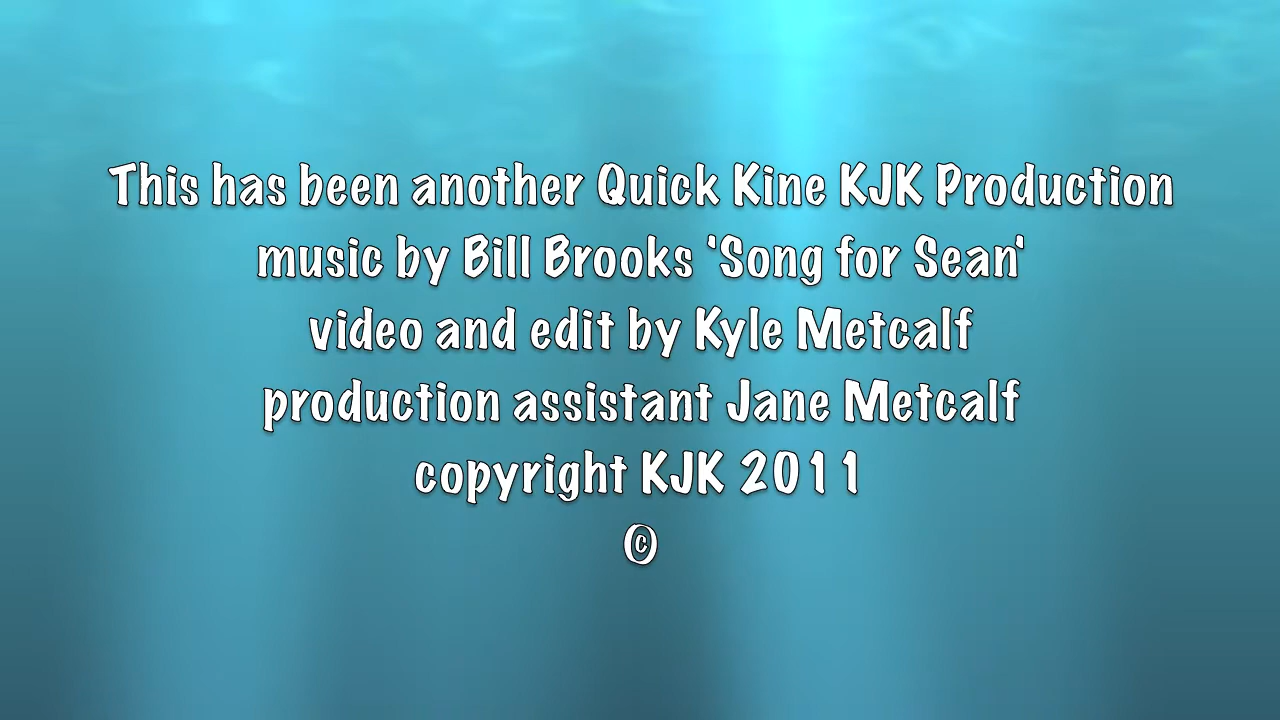 This has been another Quick Kine KJK Production
music by Bill Brooks 'Song for Sean'
video and edit by Kyle Metcalf
production assistant Jane Metcalf
copyright KJK 2011
©